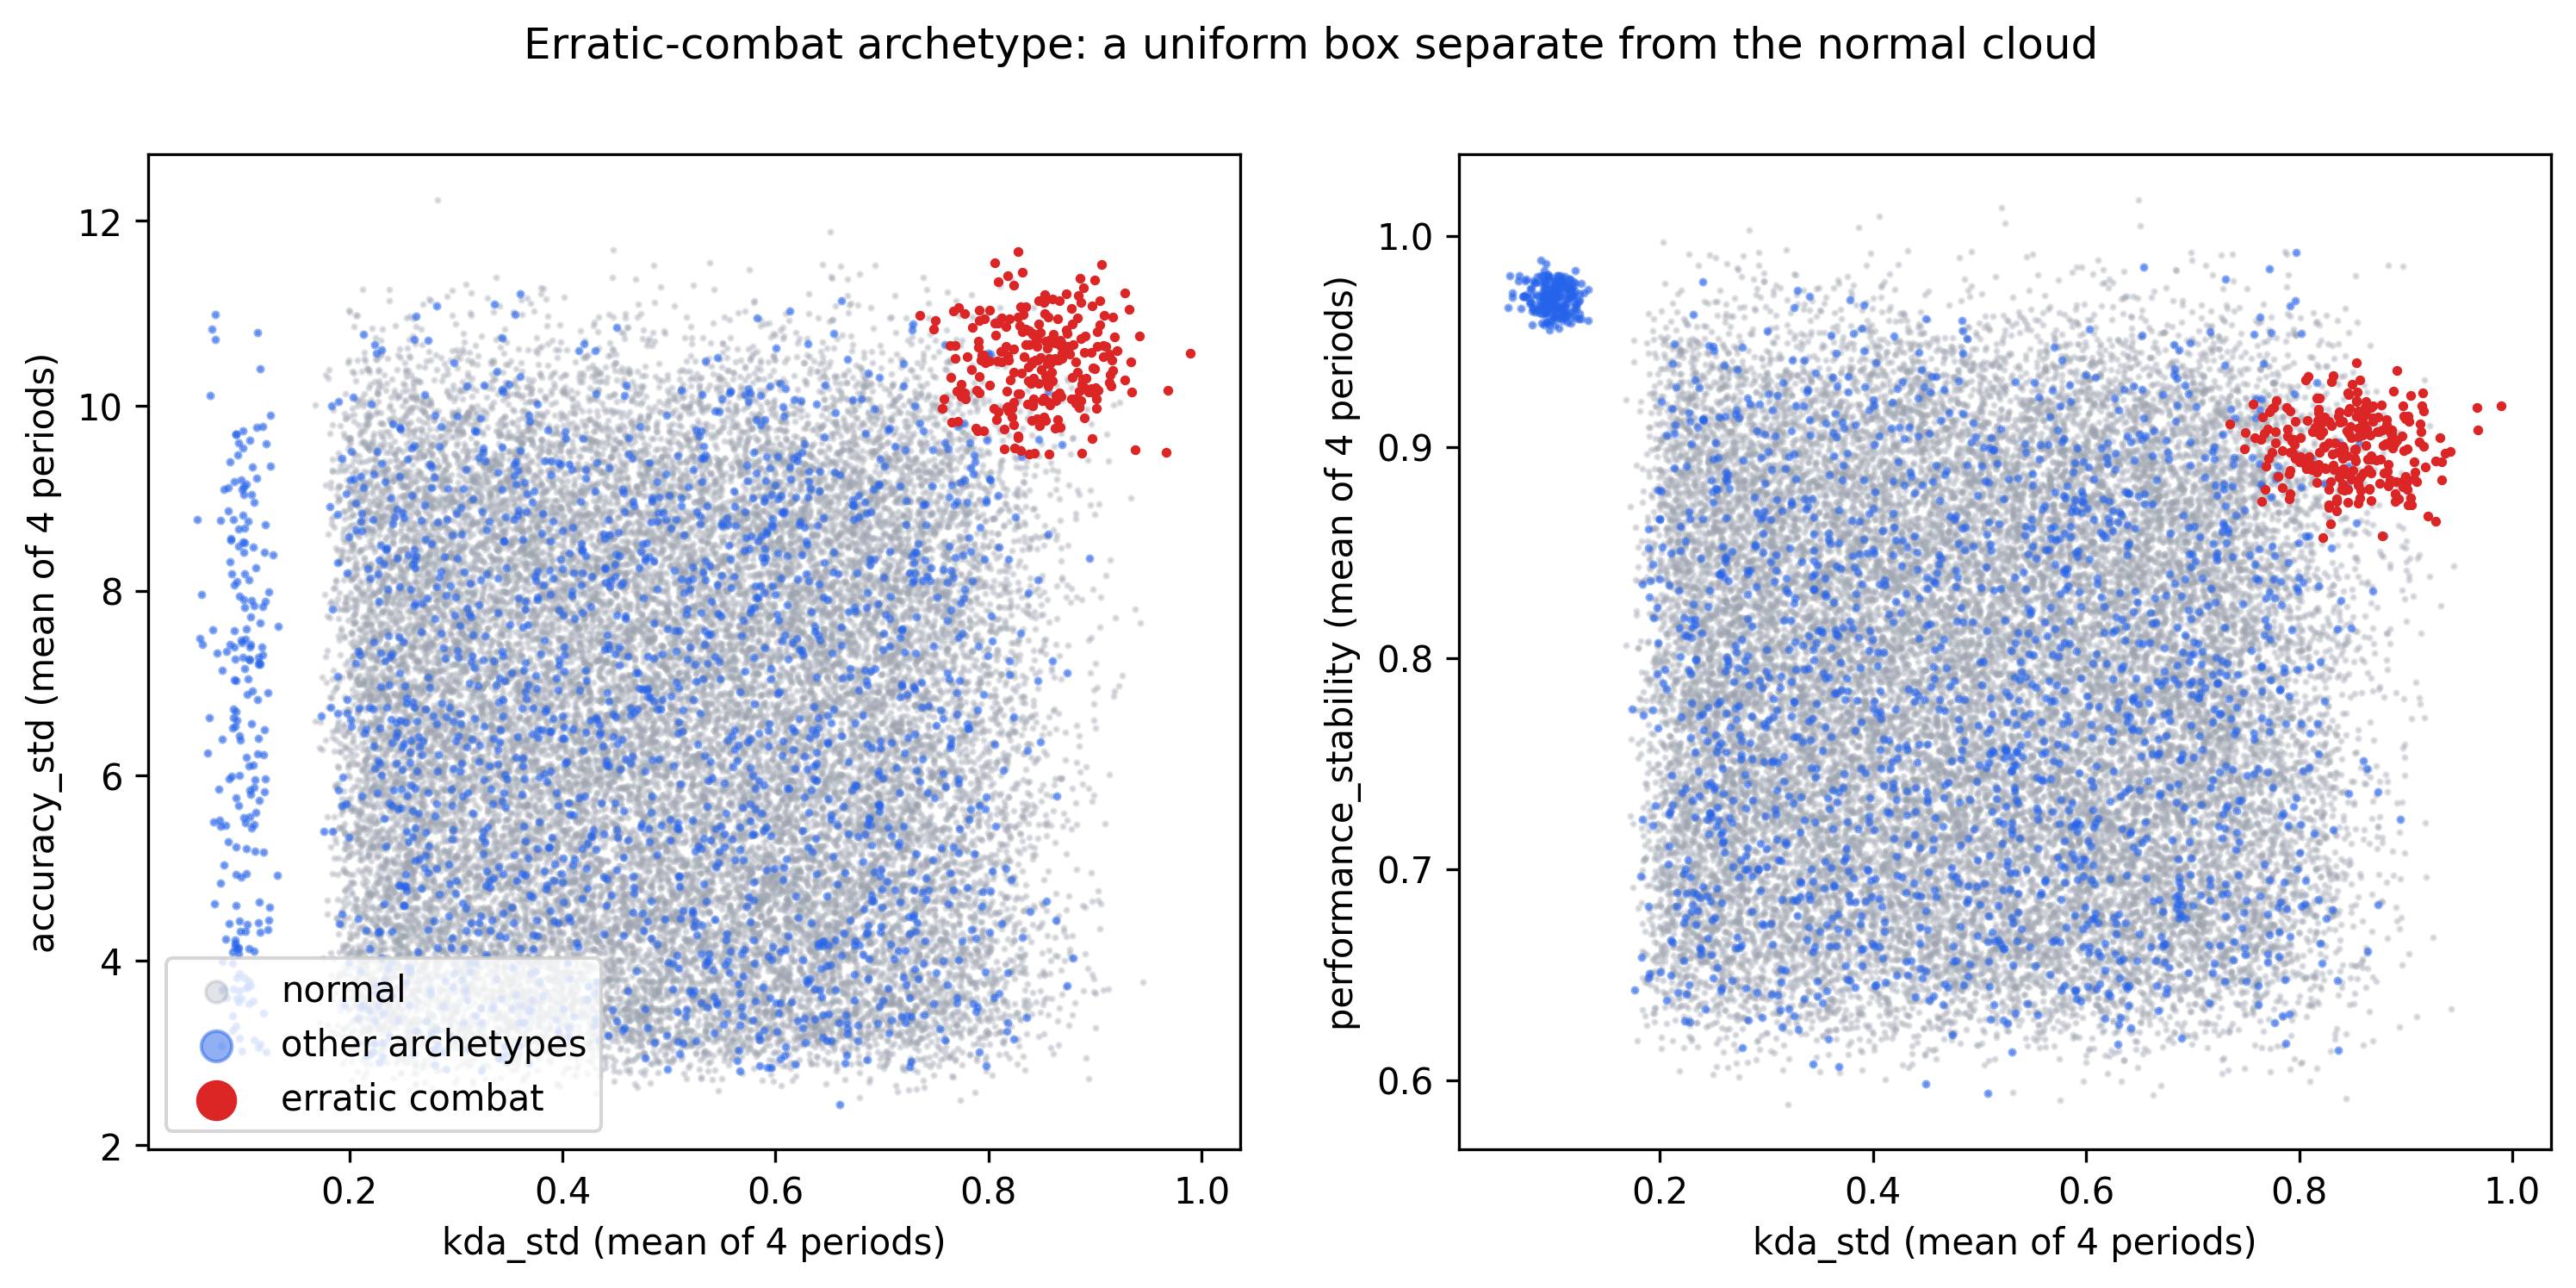 Erratic-combat archetype: a uniform box separate from the normal cloud
accuracy_std (mean of 4 periods)
12
10
8
6
4
2
normal
other archetypes
erratic combat
0.2 0.4 0.6 0.8 1.0
kda_std (mean of 4 periods)
performance_stability (mean of 4 periods)
1.0
0.9
0.8
0.7
0.6
0.2 0.4 0.6 0.8 1.0
kda_std (mean of 4 periods)